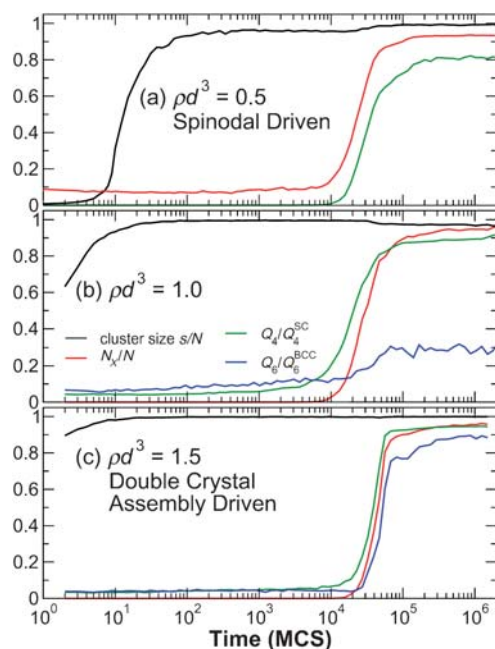 1
0.8
0.6
0.4
0.2
0
(a) ρd³ = 0.5
Spinodal Driven
1
0.8
0.6
0.4
0.2
0
(b) ρd³ = 1.0
cluster size s/N
Nₓ/N
Q₄/Q₄^SC
Q₆/Q₆^BCC
1
0.8
0.6
0.4
0.2
0
(c) ρd³ = 1.5
Double Crystal
Assembly Driven
10⁰ 10¹ 10² 10³ 10⁴ 10⁵ 10⁶
Time (MCS)